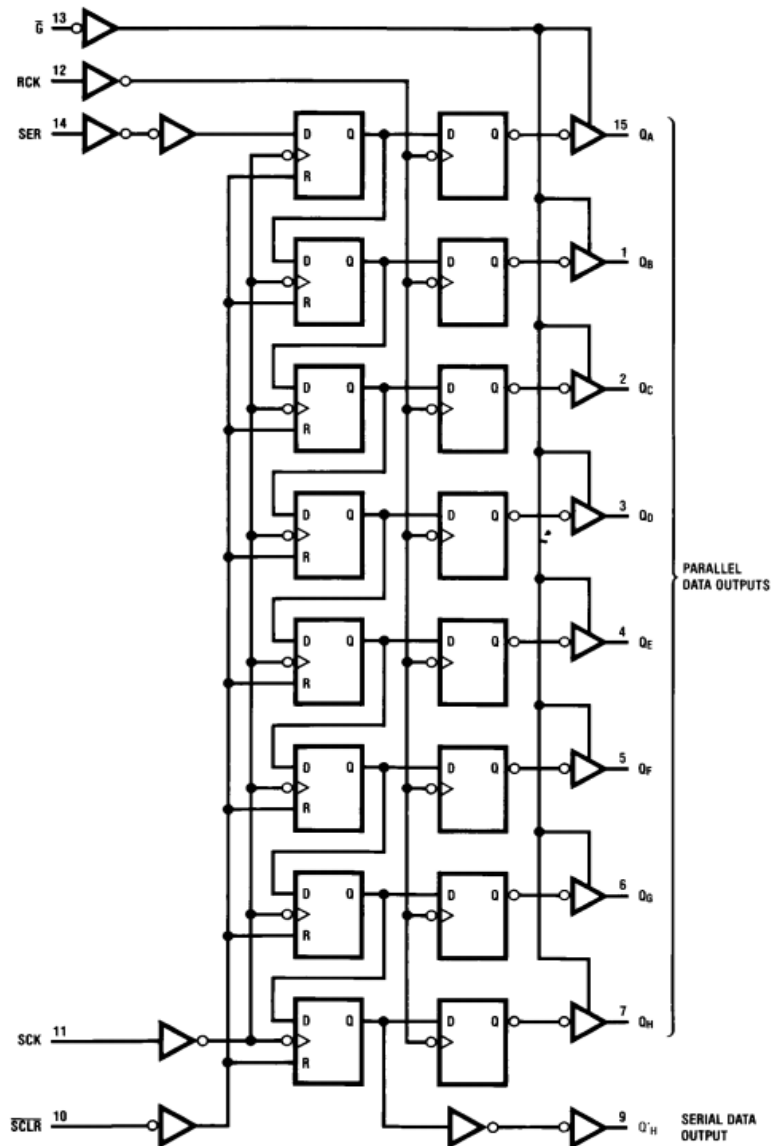 G̅ 13
RCK 12
SER 14
D Q D Q 15 QA
R
D Q D Q 1 QB
R
D Q D Q 2 QC
R
D Q D Q 3 QD
R
PARALLEL
DATA OUTPUTS
D Q D Q 4 QE
R
D Q D Q 5 QF
R
D Q D Q 6 QG
R
D Q D Q 7 QH
SCK 11
R
S̅C̅L̅R̅ 10
9 Q'H SERIAL DATA
OUTPUT